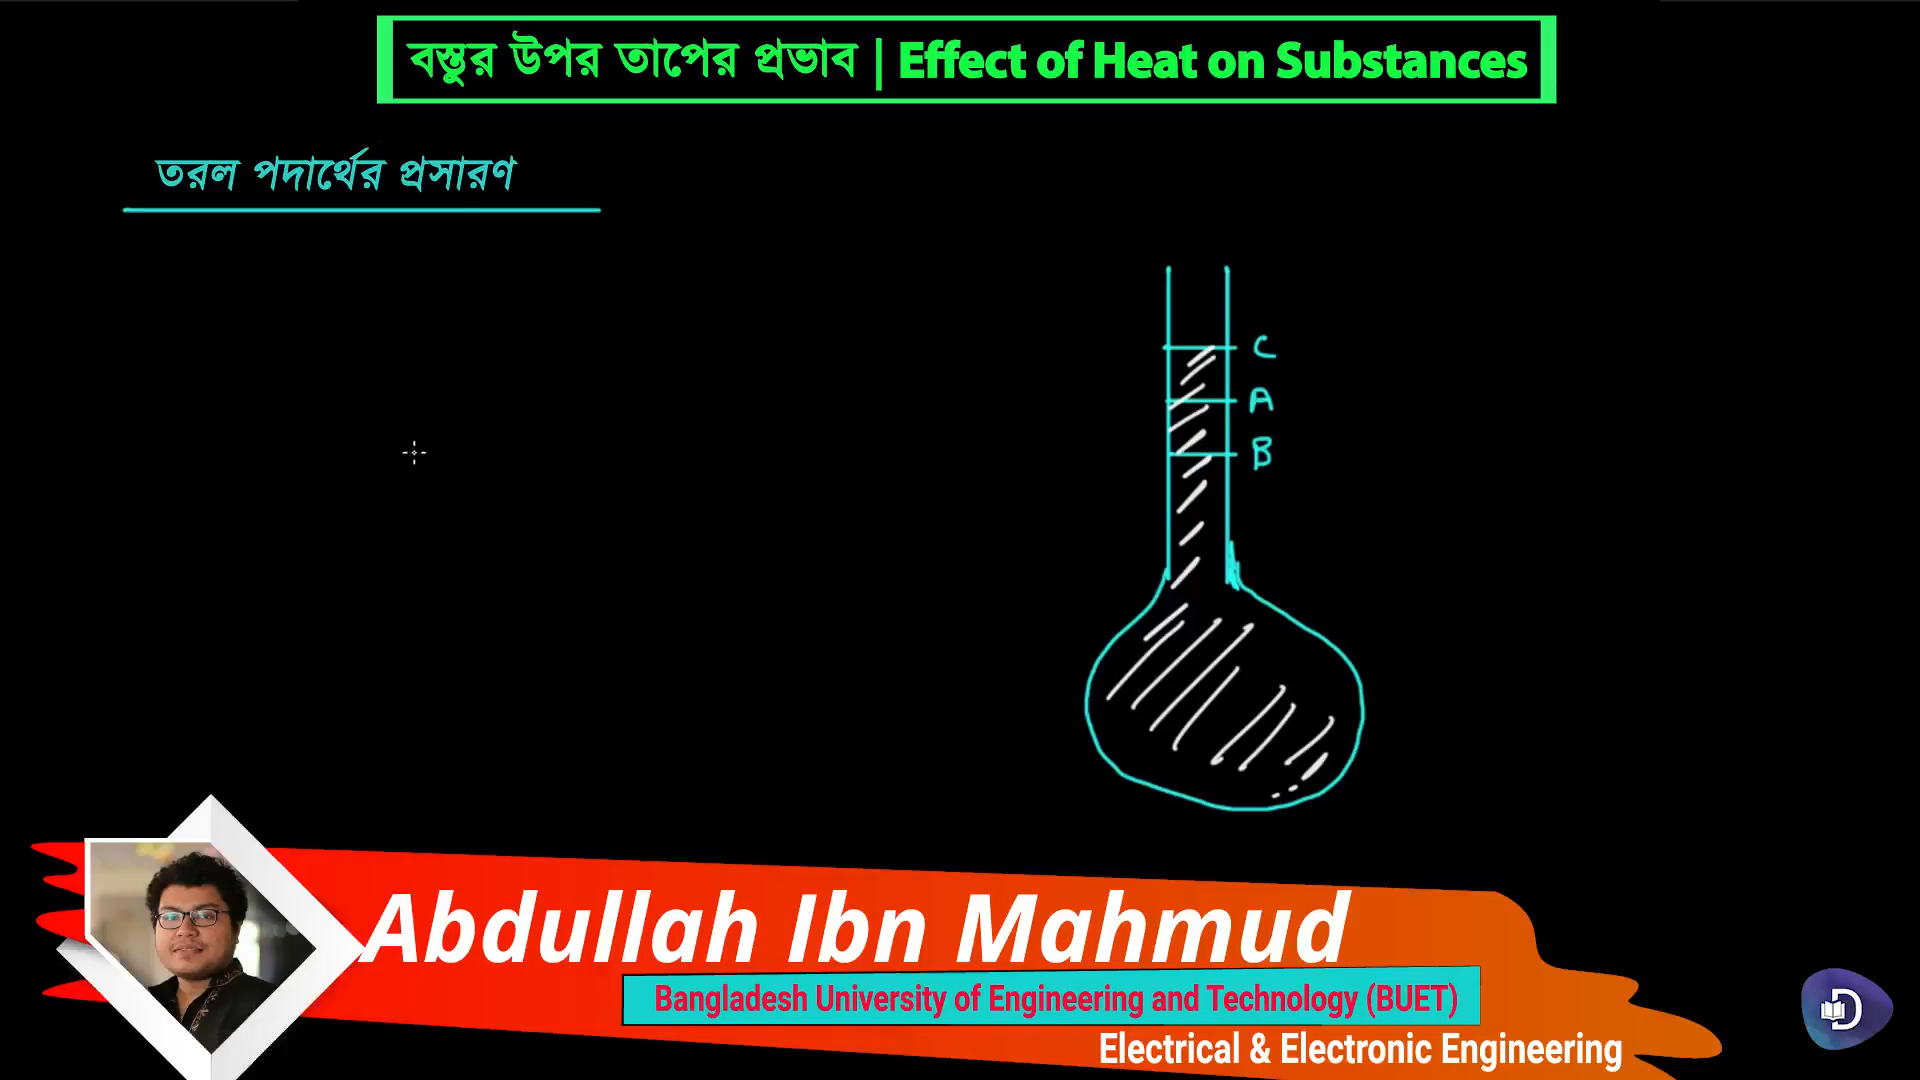 বস্তুর উপর তাপের প্রভাব | Effect of Heat on Substances
তরল পদার্থের প্রসারণ
C
A
B
Abdullah Ibn Mahmud
Bangladesh University of Engineering and Technology (BUET)
Electrical & Electronic Engineering